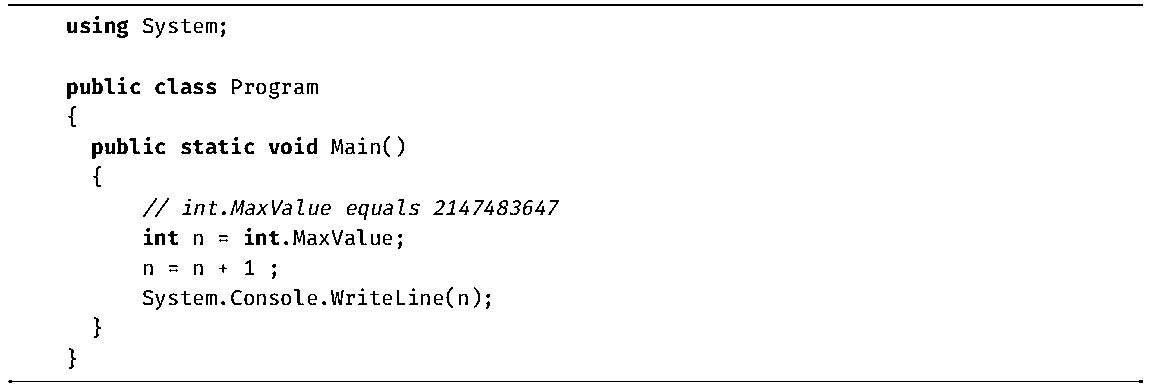 using System;

public class Program
{
  public static void Main()
  {
      // int.MaxValue equals 2147483647
      int n = int.MaxValue;
      n = n + 1 ;
      System.Console.WriteLine(n);
  }
}